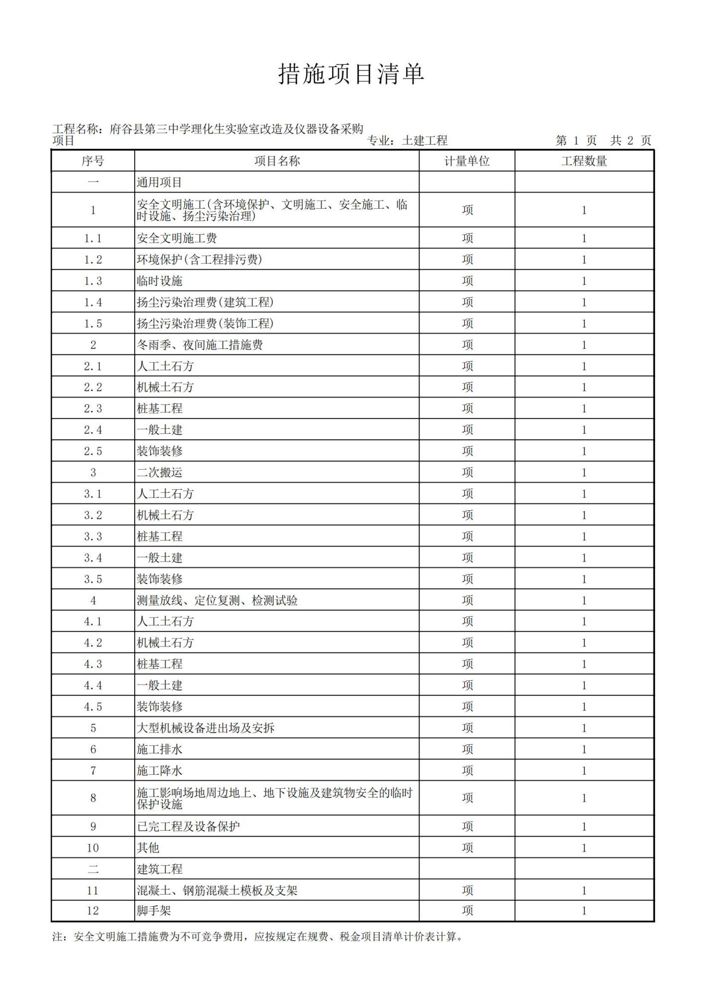 措施项目清单
工程名称：府谷县第三中学理化生实验室改造及仪器设备采购
项目 专业：土建工程 第 1 页 共 2 页
序号 项目名称 计量单位 工程数量
一 通用项目
1 安全文明施工(含环境保护、文明施工、安全施工、临
时设施、扬尘污染治理) 项 1
1.1 安全文明施工费 项 1
1.2 环境保护(含工程排污费) 项 1
1.3 临时设施 项 1
1.4 扬尘污染治理费(建筑工程) 项 1
1.5 扬尘污染治理费(装饰工程) 项 1
2 冬雨季、夜间施工措施费 项 1
2.1 人工土石方 项 1
2.2 机械土石方 项 1
2.3 桩基工程 项 1
2.4 一般土建 项 1
2.5 装饰装修 项 1
3 二次搬运 项 1
3.1 人工土石方 项 1
3.2 机械土石方 项 1
3.3 桩基工程 项 1
3.4 一般土建 项 1
3.5 装饰装修 项 1
4 测量放线、定位复测、检测试验 项 1
4.1 人工土石方 项 1
4.2 机械土石方 项 1
4.3 桩基工程 项 1
4.4 一般土建 项 1
4.5 装饰装修 项 1
5 大型机械设备进出场及安拆 项 1
6 施工排水 项 1
7 施工降水 项 1
8 施工影响场地周边地上、地下设施及建筑物安全的临时
保护设施 项 1
9 已完工程及设备保护 项 1
10 其他 项 1
二 建筑工程
11 混凝土、钢筋混凝土模板及支架 项 1
12 脚手架 项 1
注：安全文明施工措施费为不可竞争费用，应按规定在规费、税金项目清单计价表计算。